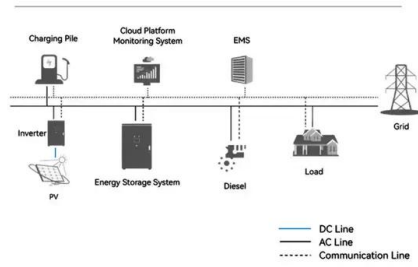 Charging Pile
Cloud Platform
Monitoring System
EMS
Grid
Inverter
PV
Energy Storage System
Diesel
Load
DC Line
AC Line
Communication Line